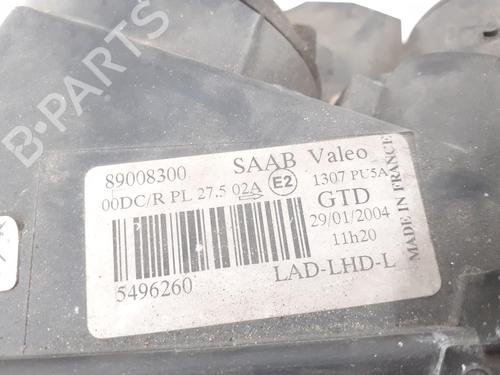 B-PARTS
89008300 SAAB Valeo
00DC/R PL 27.5 02A E2 1307 PU5A
GTD
29/01/2004
11h20
5496260 LAD-LHD-L
MADE IN FRANCE